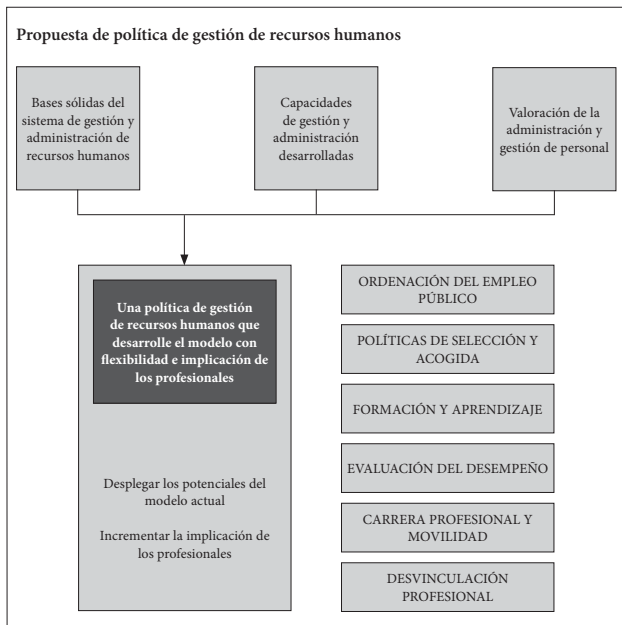 Propuesta de política de gestión de recursos humanos
Bases sólidas del
sistema de gestión y
administración de
recursos humanos
Capacidades
de gestión y
administración
desarrolladas
Valoración de la
administración y
gestión de personal
Una política de gestión
de recursos humanos que
desarrolle el modelo con
flexibilidad e implicación de
los profesionales
Desplegar los potenciales del
modelo actual
Incrementar la implicación de
los profesionales
ORDENACIÓN DEL EMPLEO
PÚBLICO
POLÍTICAS DE SELECCIÓN Y
ACOGIDA
FORMACIÓN Y APRENDIZAJE
EVALUACIÓN DEL DESEMPEÑO
CARRERA PROFESIONAL Y
MOVILIDAD
DESVINCULACIÓN
PROFESIONAL